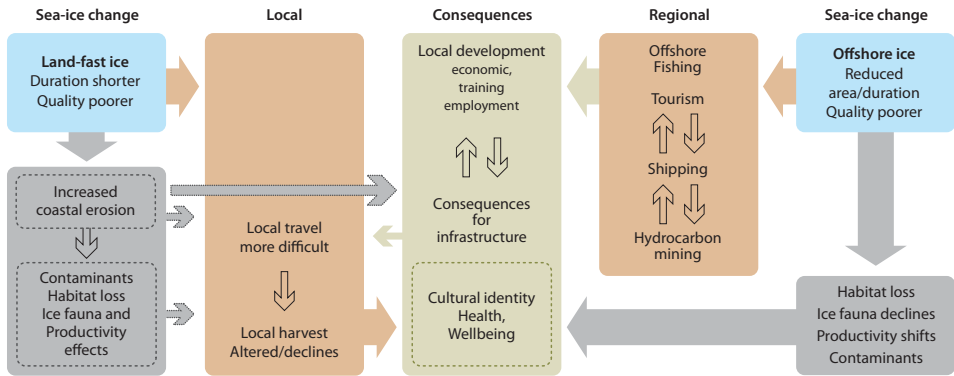 Sea-ice change
Local
Consequences
Regional
Sea-ice change
Land-fast ice
Duration shorter
Quality poorer
Increased
coastal erosion
Contaminants
Habitat loss
Ice fauna and
Productivity
effects
Local travel
more difficult
Local harvest
Altered/declines
Local development
economic,
training
employment
Consequences
for
infrastructure
Cultural identity
Health,
Wellbeing
Offshore
Fishing
Tourism
Shipping
Hydrocarbon
mining
Offshore ice
Reduced
area/duration
Quality poorer
Habitat loss
Ice fauna declines
Productivity shifts
Contaminants